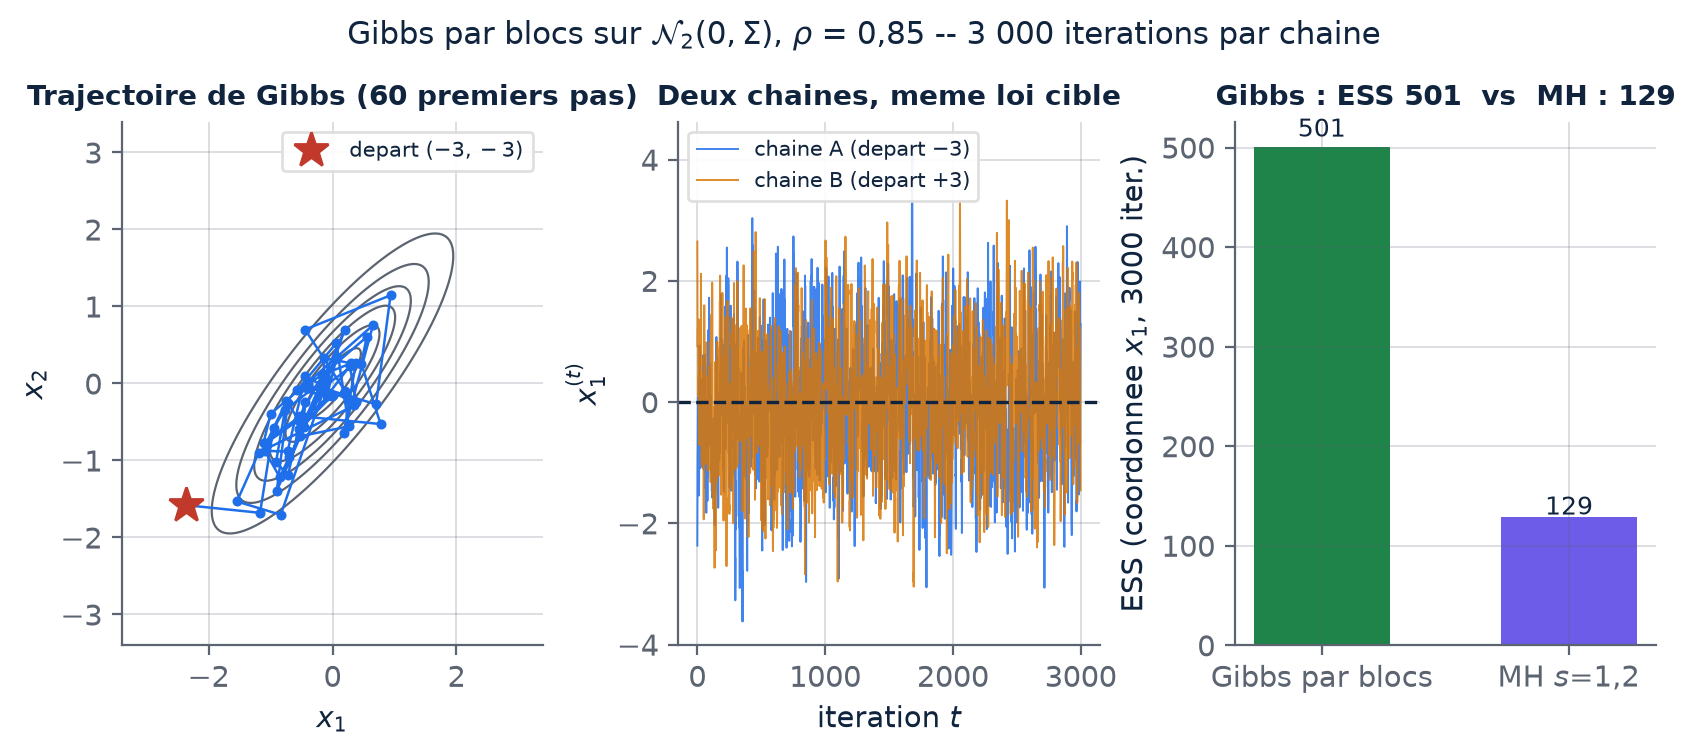 Gibbs par blocs sur 𝒩₂(0, Σ), ρ = 0,85 -- 3 000 iterations par chaine
Trajectoire de Gibbs (60 premiers pas)
depart (−3, −3)
3
2
1
0
−1
−2
−3
x₂
−2
0
2
x₁
Deux chaines, meme loi cible
chaine A (depart −3)
chaine B (depart +3)
4
2
0
−2
−4
x₁⁽ᵗ⁾
0
1000
2000
3000
iteration t
Gibbs : ESS 501 vs MH : 129
501
129
500
400
300
200
100
0
ESS (coordonnee x₁, 3000 iter.)
Gibbs par blocs
MH s=1,2